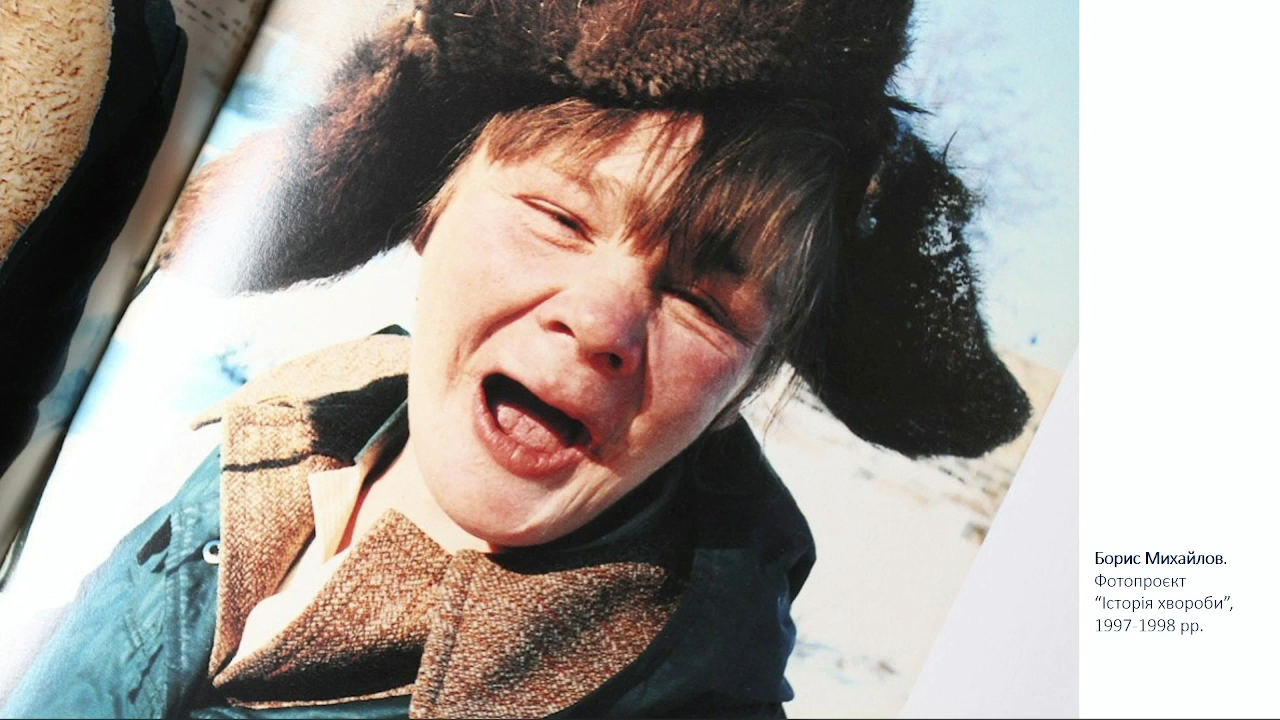 Борис Михайлов.
Фотопроєкт
“Історія хвороби”,
1997-1998 рр.